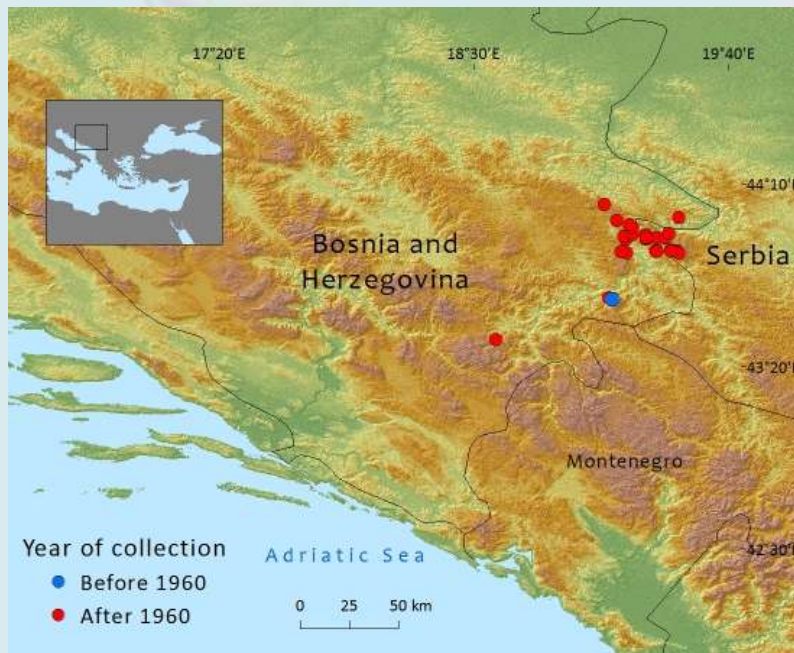 17°20'E
18°30'E
19°40'E
44°10'
Bosnia and
Herzegovina
Serbia
43°20'
Montenegro
42°30'
Year of collection
Before 1960
After 1960
Adriatic Sea
0 25 50 km